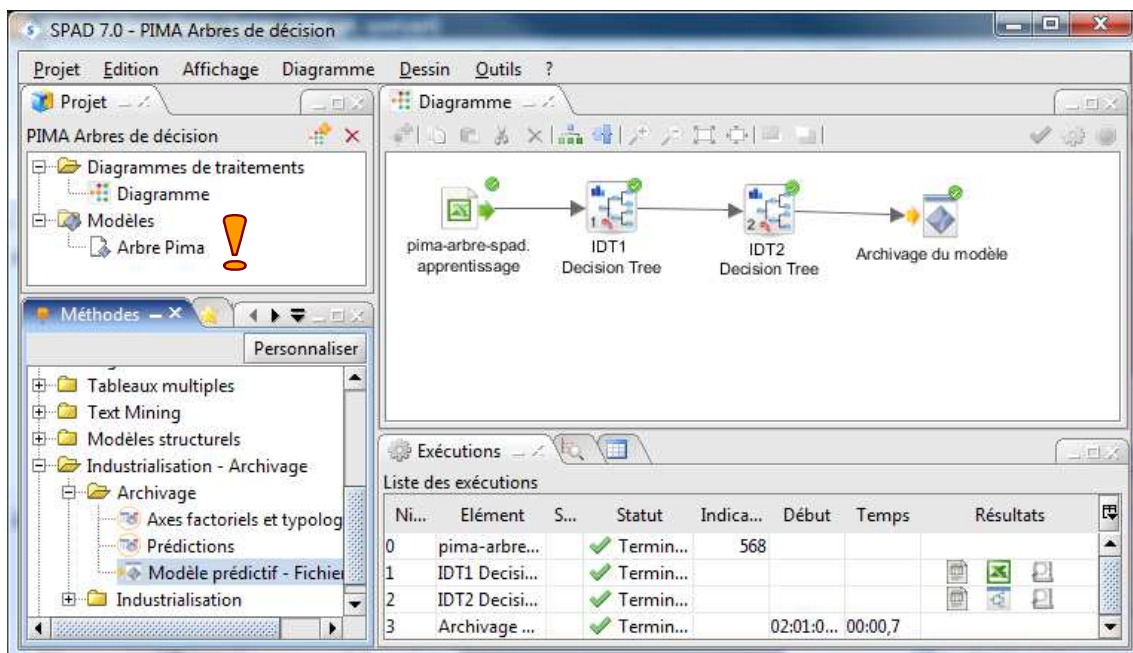 SPAD 7.0 - PIMA Arbres de décision
Projet Edition Affichage Diagramme Dessin Outils ?
Projet
PIMA Arbres de décision
Diagrammes de traitements
Diagramme
Modèles
Arbre Pima
Diagramme
pima-arbre-spad.
apprentissage
1
IDT1
Decision Tree
2
IDT2
Decision Tree
Archivage du modèle
Méthodes
Personnaliser
Tableaux multiples
Text Mining
Modèles structurels
Industrialisation - Archivage
Archivage
Axes factoriels et typolog
Prédictions
Modèle prédictif - Fichier
Industrialisation
Exécutions
Liste des exécutions
Ni... Elément S... Statut Indica... Début Temps Résultats
0 pima-arbre... Termin... 568
1 IDT1 Decisi... Termin...
2 IDT2 Decisi... Termin...
3 Archivage ... Termin... 02:01:0... 00:00,7